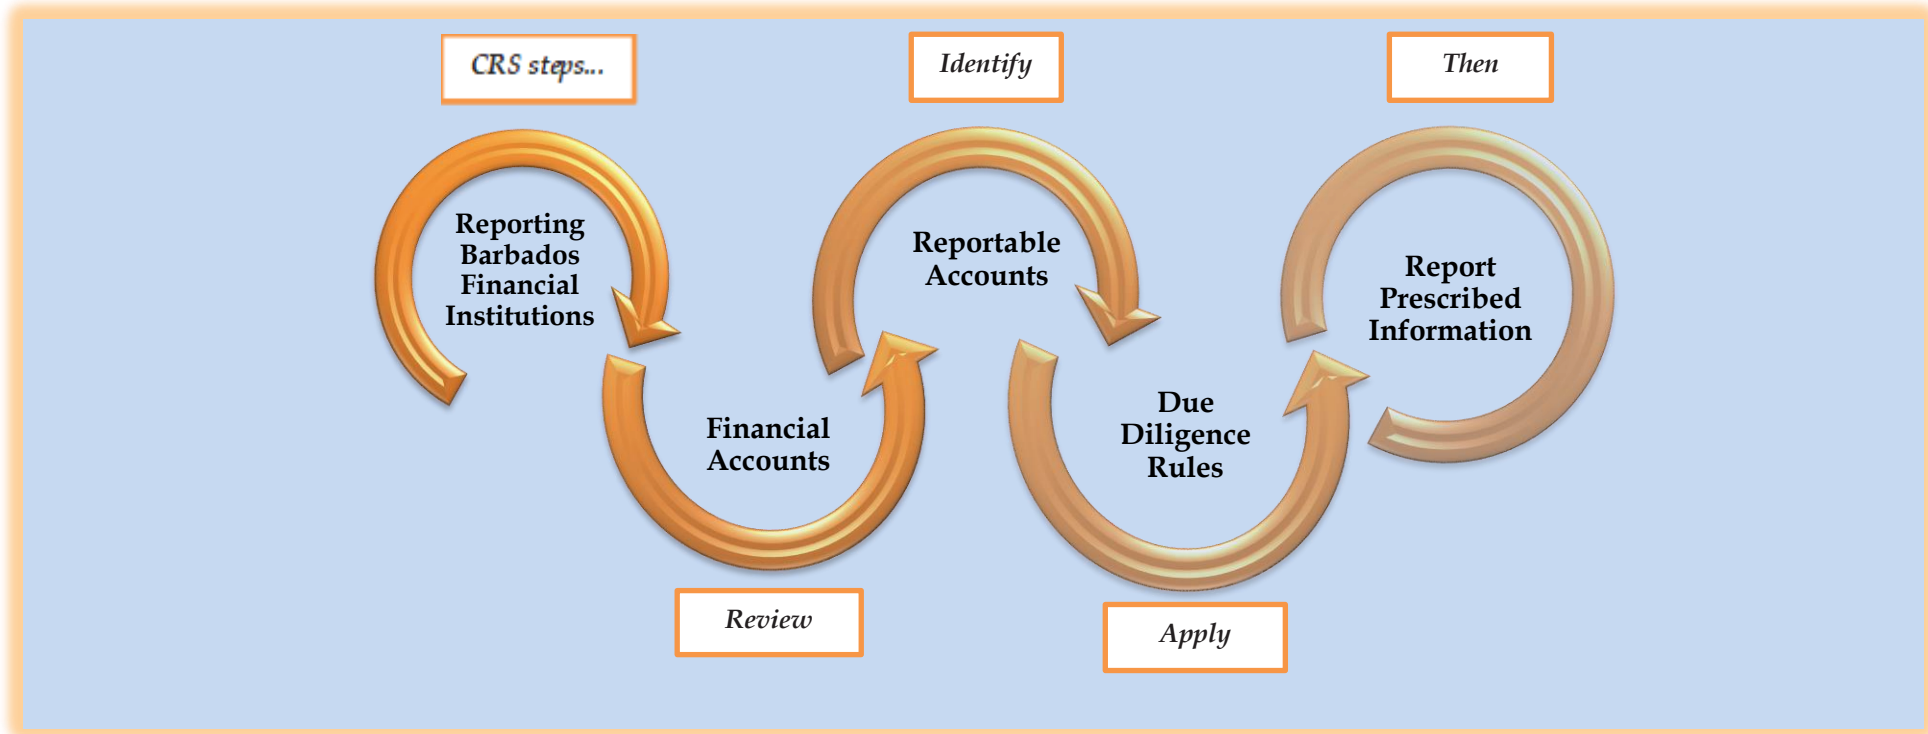 CRS steps...
Reporting
Barbados
Financial
Institutions
Review
Financial
Accounts
Identify
Reportable
Accounts
Apply
Due
Diligence
Rules
Then
Report
Prescribed
Information